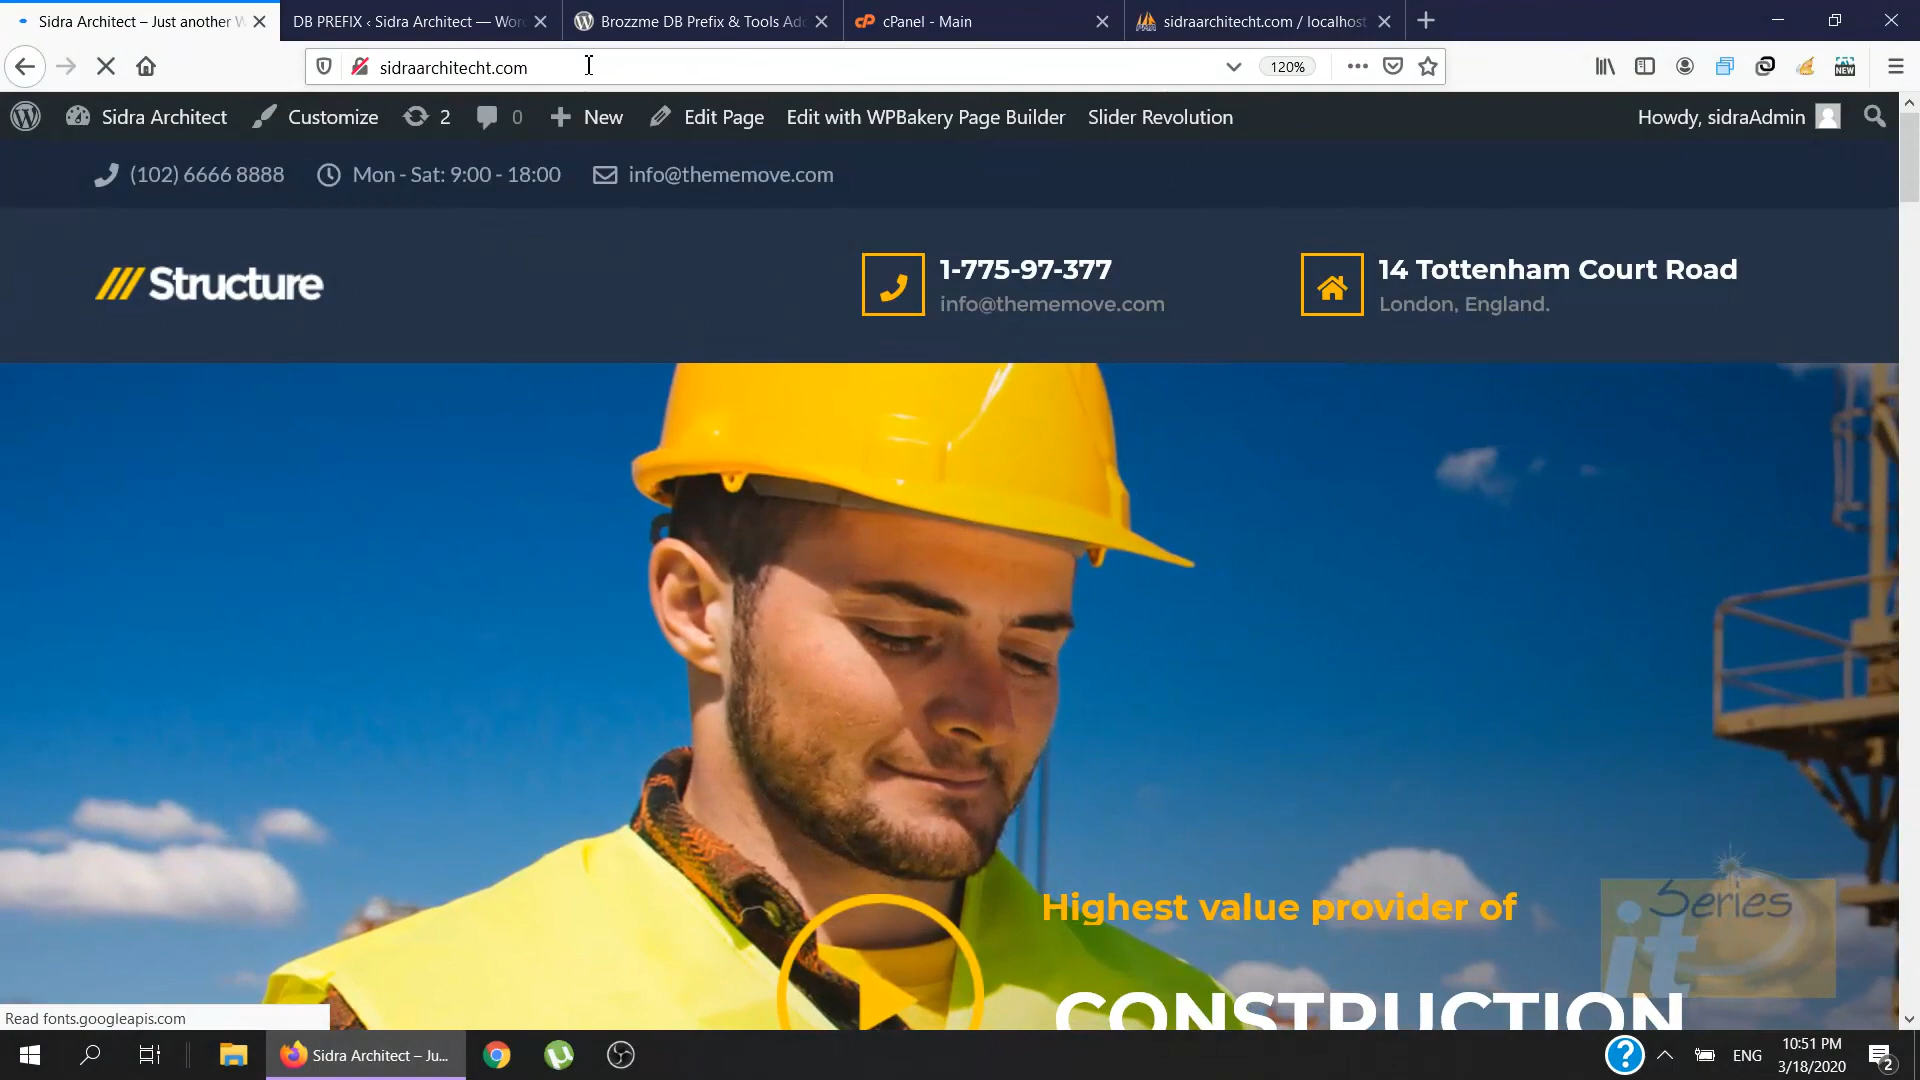 Sidra Architect – Just another W
DB PREFIX ‹ Sidra Architect — Wor
Brozzme DB Prefix & Tools Ad
cPanel - Main
sidraarchitecht.com / localhost
sidraarchitecht.com
120%
NEW
Sidra Architect
Customize
2
0
New
Edit Page
Edit with WPBakery Page Builder
Slider Revolution
Howdy, sidraAdmin
(102) 6666 8888
Mon - Sat: 9:00 - 18:00
info@thememove.com
Structure
1-775-97-377
info@thememove.com
14 Tottenham Court Road
London, England.
Highest value provider of
CONSTRUCTION
it Series
Read fonts.googleapis.com
Sidra Architect – Ju...
ENG
10:51 PM
3/18/2020
2